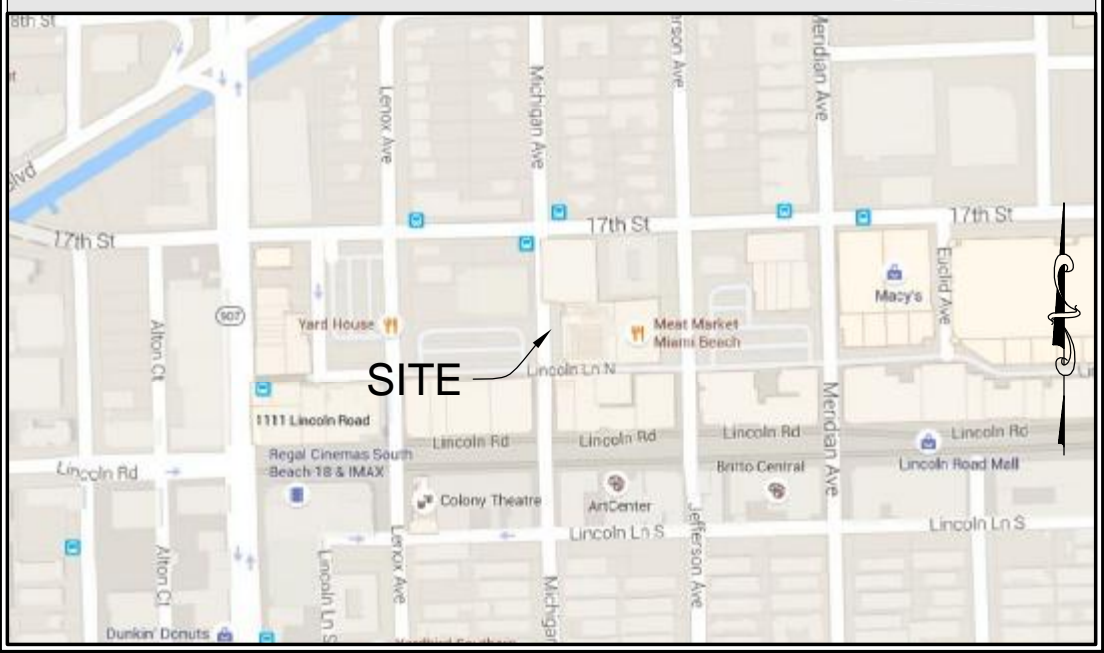 8th St
Lenox Ave
Michigan Ave
erson Ave
Meridian Ave
lvd
17th St
17th St
17th St
907
Alton Ct
Yard House
Meat Market
Miami Beach
Macy's
Euclid Ave
SITE
Lincoln Ln N
1111 Lincoln Road
Lincoln Rd
Lincoln Rd
Lincoln Rd
Lincoln Rd
Lincoln Rd
Meridian Ave
Regal Cinemas South
Beach 18 & IMAX
Britto Central
Lincoln Road Mall
Colony Theatre
ArtCenter
Jefferson Ave
Lincoln Ln S
Lincoln Ln S
Alton Ct
Lincoln Ln S
Lenox Ave
Michigan
Dunkin' Donuts